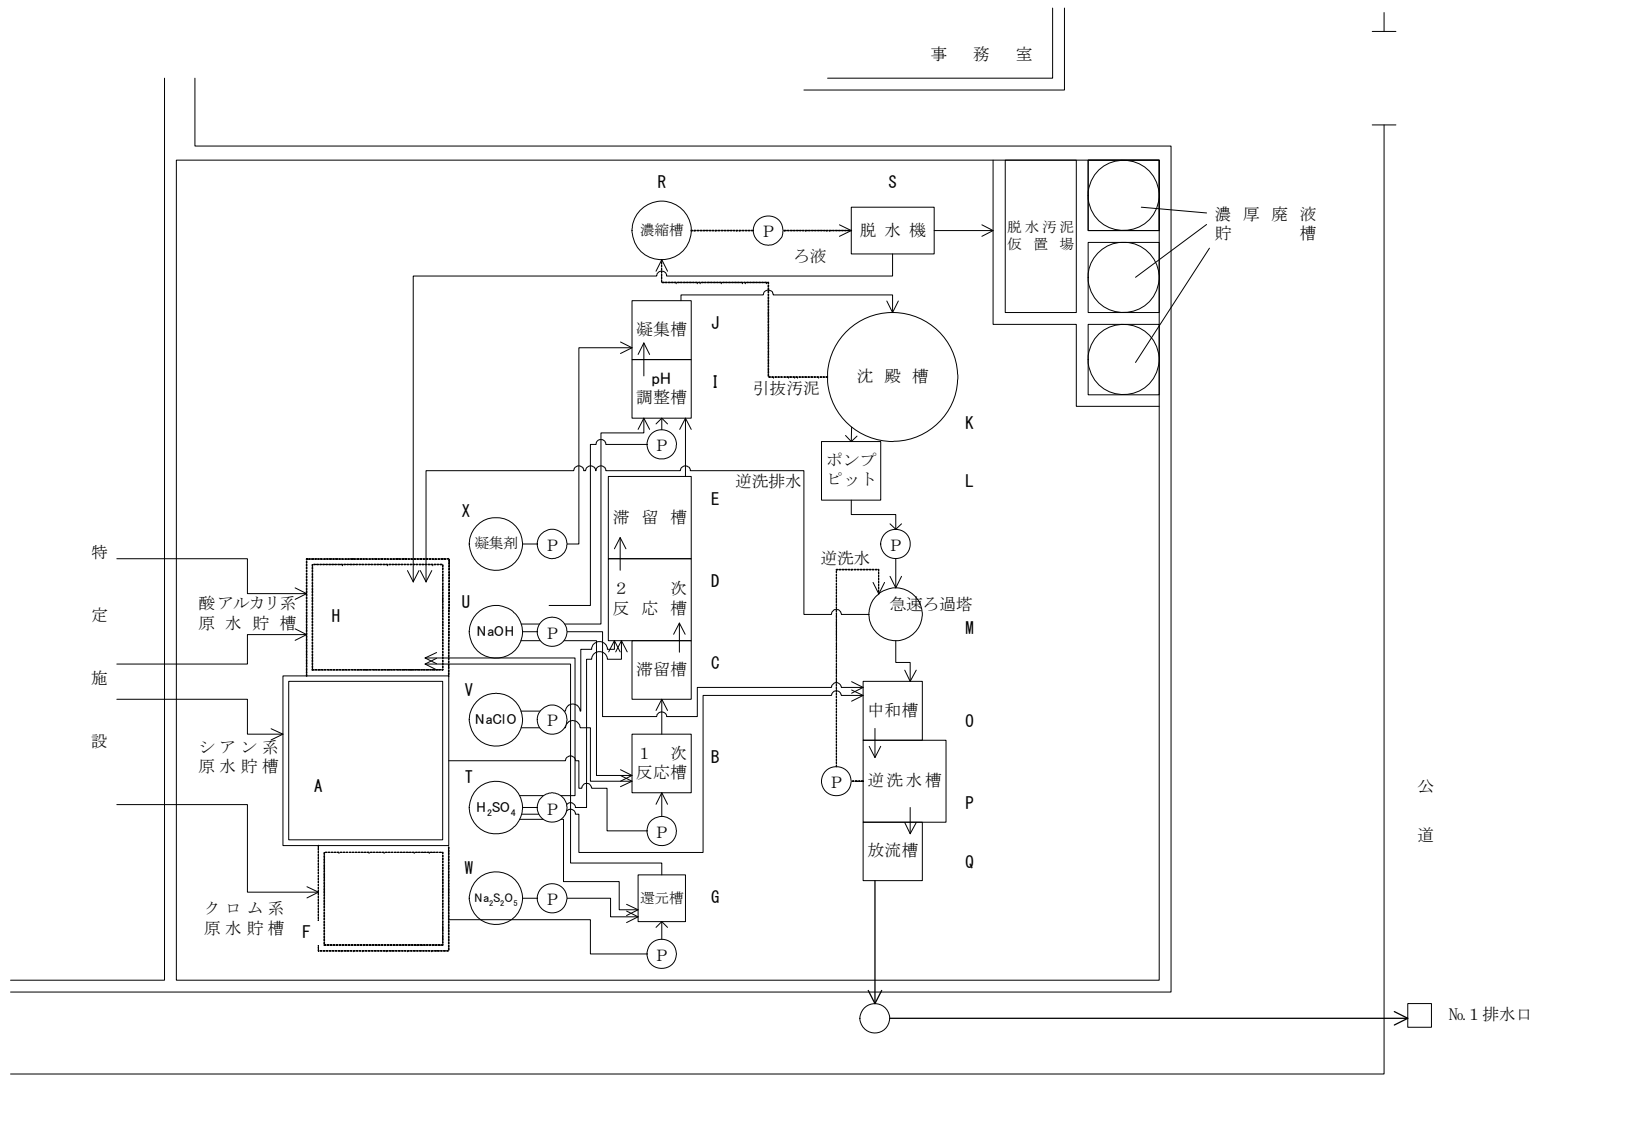 事務室
R
S
濃縮槽
P
脱水機
ろ液
脱水汚泥
仮置場
濃厚廃液
貯槽
凝集槽
J
pH
調整槽
I
P
引抜汚泥
沈殿槽
K
ポンプ
ピット
L
逆洗排水
滞留槽
E
X
凝集剤
P
P
逆洗水
2次
反応槽
D
急速ろ過塔
M
特定施設
酸アルカリ系
原水貯槽
H
U
NaOH
P
滞留槽
C
V
NaClO
P
中和槽
O
シアン系
原水貯槽
A
1次
反応槽
B
T
H₂SO₄
P
P
P
逆洗水槽
P
放流槽
Q
公道
W
Na₂S₂O₅
P
還元槽
G
クロム系
原水貯槽
F
P
№1排水口